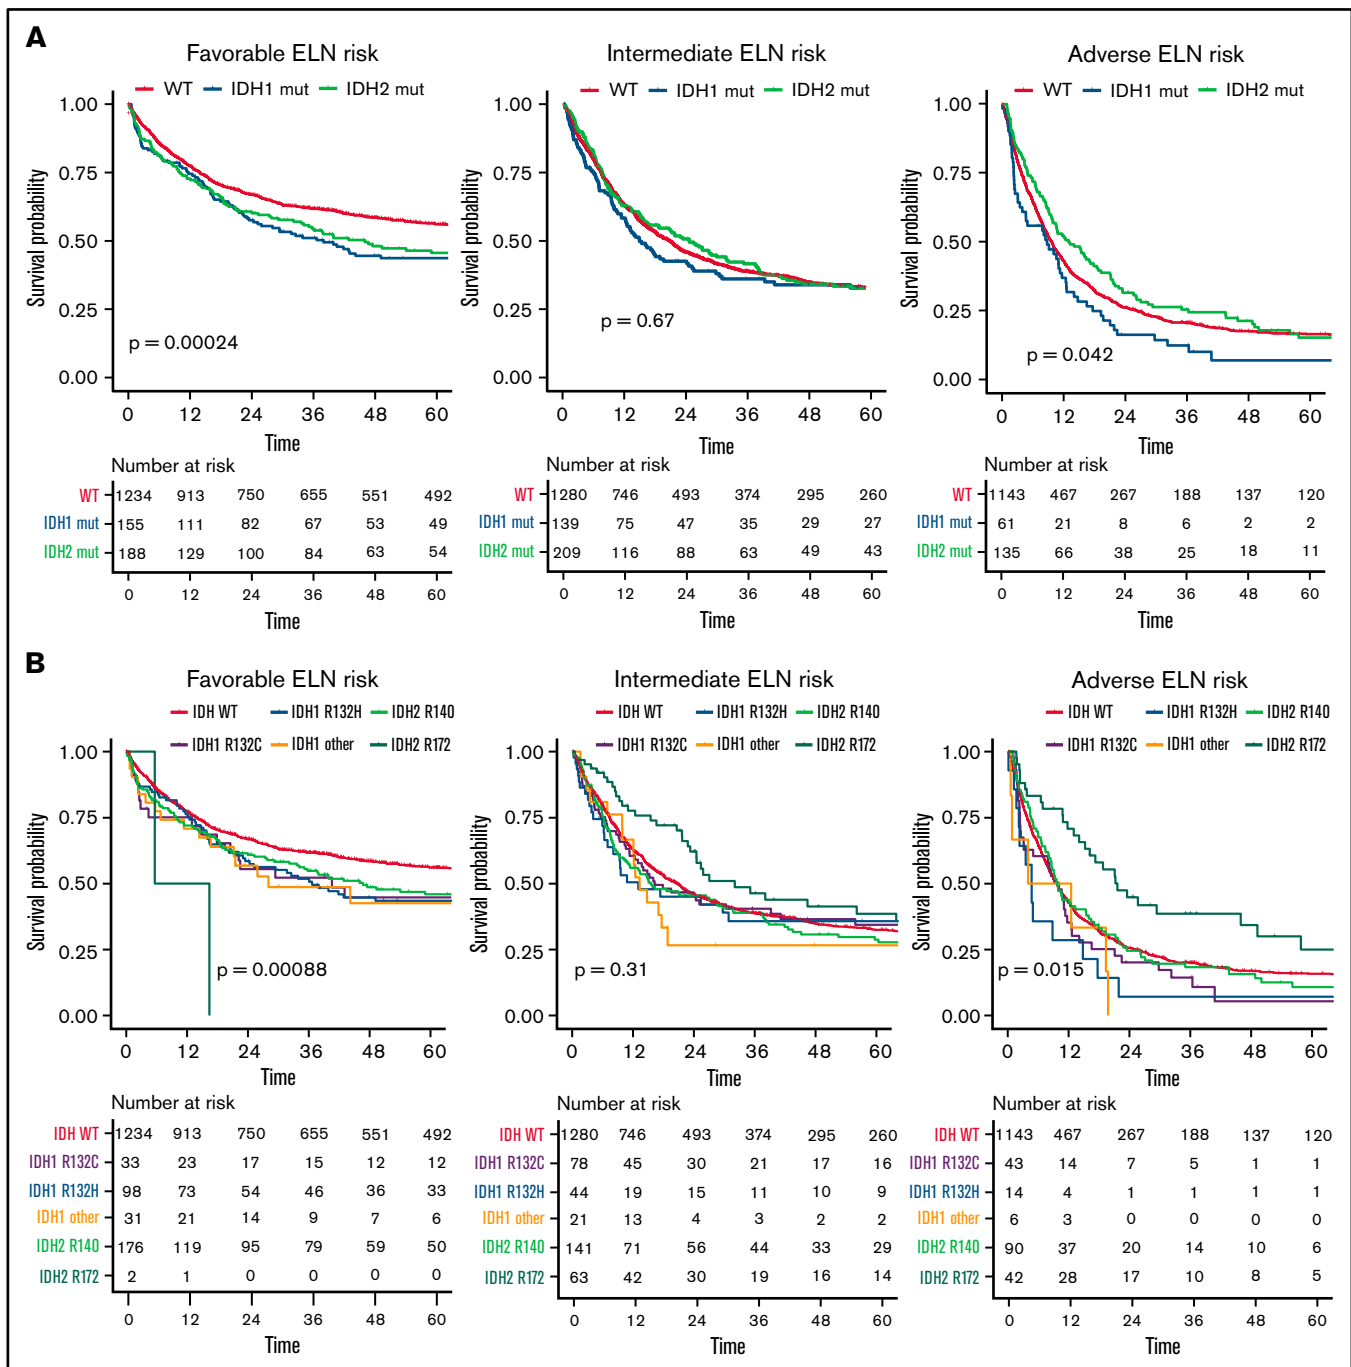 A
Favorable ELN risk
WT IDH1 mut IDH2 mut
1.00
0.75
0.50
0.25
0.00
Survival probability
p = 0.00024
0 12 24 36 48 60
Time
Number at risk
WT 1234 913 750 655 551 492
IDH1 mut 155 111 82 67 53 49
IDH2 mut 188 129 100 84 63 54
0 12 24 36 48 60
Time
Intermediate ELN risk
WT IDH1 mut IDH2 mut
1.00
0.75
0.50
0.25
0.00
Survival probability
p = 0.67
0 12 24 36 48 60
Time
Number at risk
WT 1280 746 493 374 295 260
IDH1 mut 139 75 47 35 29 27
IDH2 mut 209 116 88 63 49 43
0 12 24 36 48 60
Time
Adverse ELN risk
WT IDH1 mut IDH2 mut
1.00
0.75
0.50
0.25
0.00
Survival probability
p = 0.042
0 12 24 36 48 60
Time
Number at risk
WT 1143 467 267 188 137 120
IDH1 mut 61 21 8 6 2 2
IDH2 mut 135 66 38 25 18 11
0 12 24 36 48 60
Time
B
Favorable ELN risk
IDH WT IDH1 R132H IDH2 R140
IDH1 R132C IDH1 other IDH2 R172
1.00
0.75
0.50
0.25
0.00
Survival probability
p = 0.00088
0 12 24 36 48 60
Time
Number at risk
IDH WT 1234 913 750 655 551 492
IDH1 R132C 33 23 17 15 12 12
IDH1 R132H 98 73 54 46 36 33
IDH1 other 31 21 14 9 7 6
IDH2 R140 176 119 95 79 59 50
IDH2 R172 2 1 0 0 0 0
0 12 24 36 48 60
Time
Intermediate ELN risk
IDH WT IDH1 R132H IDH2 R140
IDH1 R132C IDH1 other IDH2 R172
1.00
0.75
0.50
0.25
0.00
Survival probability
p = 0.31
0 12 24 36 48 60
Time
Number at risk
IDH WT 1280 746 493 374 295 260
IDH1 R132C 78 45 30 21 17 16
IDH1 R132H 44 19 15 11 10 9
IDH1 other 21 13 4 3 2 2
IDH2 R140 141 71 56 44 33 29
IDH2 R172 63 42 30 19 16 14
0 12 24 36 48 60
Time
Adverse ELN risk
IDH WT IDH1 R132H IDH2 R140
IDH1 R132C IDH1 other IDH2 R172
1.00
0.75
0.50
0.25
0.00
Survival probability
p = 0.015
0 12 24 36 48 60
Time
Number at risk
IDH WT 1143 467 267 188 137 120
IDH1 R132C 43 14 7 5 1 1
IDH1 R132H 14 4 1 1 1 1
IDH1 other 6 3 0 0 0 0
IDH2 R140 90 37 20 14 10 6
IDH2 R172 42 28 17 10 8 5
0 12 24 36 48 60
Time